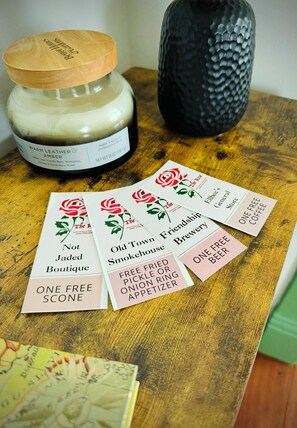 WARM LEATHER
AMBER
Not
Jaded
Boutique
ONE FREE
SCONE
Old Town
Smokehouse
FREE FRIED
PICKLE OR
ONION RING
APPETIZER
Friendship
Brewery
ONE FREE
BEER
General
Store
ONE FREE
COFFEE